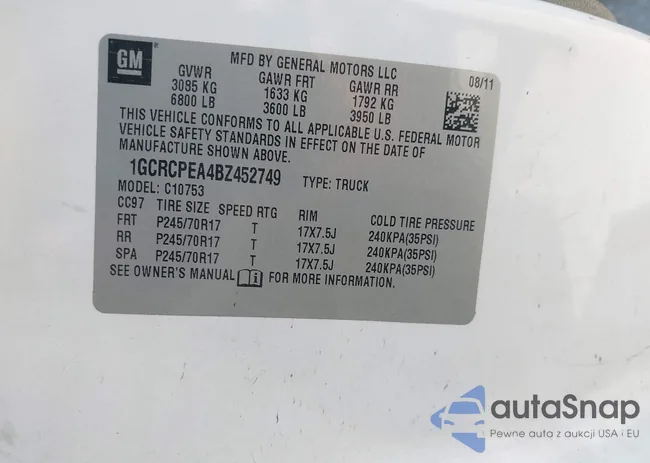 GM
MFD BY GENERAL MOTORS LLC
GVWR GAWR FRT GAWR RR 08/11
3085 KG 1633 KG 1792 KG
6800 LB 3600 LB 3950 LB
THIS VEHICLE CONFORMS TO ALL APPLICABLE U.S. FEDERAL MOTOR
VEHICLE SAFETY STANDARDS IN EFFECT ON THE DATE OF
MANUFACTURE SHOWN ABOVE.
1GCRCPEA4BZ452749 TYPE: TRUCK
MODEL: C10753
CC97 TIRE SIZE SPEED RTG RIM COLD TIRE PRESSURE
FRT P245/70R17 T 17X7.5J 240KPA(35PSI)
RR P245/70R17 T 17X7.5J 240KPA(35PSI)
SPA P245/70R17 T 17X7.5J 240KPA(35PSI)
SEE OWNER'S MANUAL FOR MORE INFORMATION.
autaSnap
Pewne auta z aukcji USA i EU